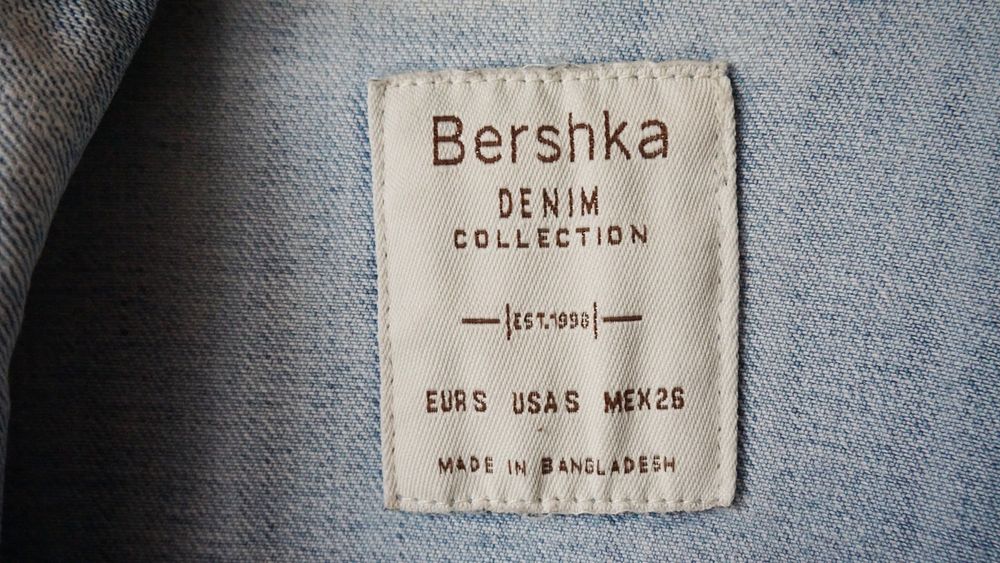 Bershka
DENIM
COLLECTION
EST.1998
EUR S USA S MEX 26
MADE IN BANGLADESH